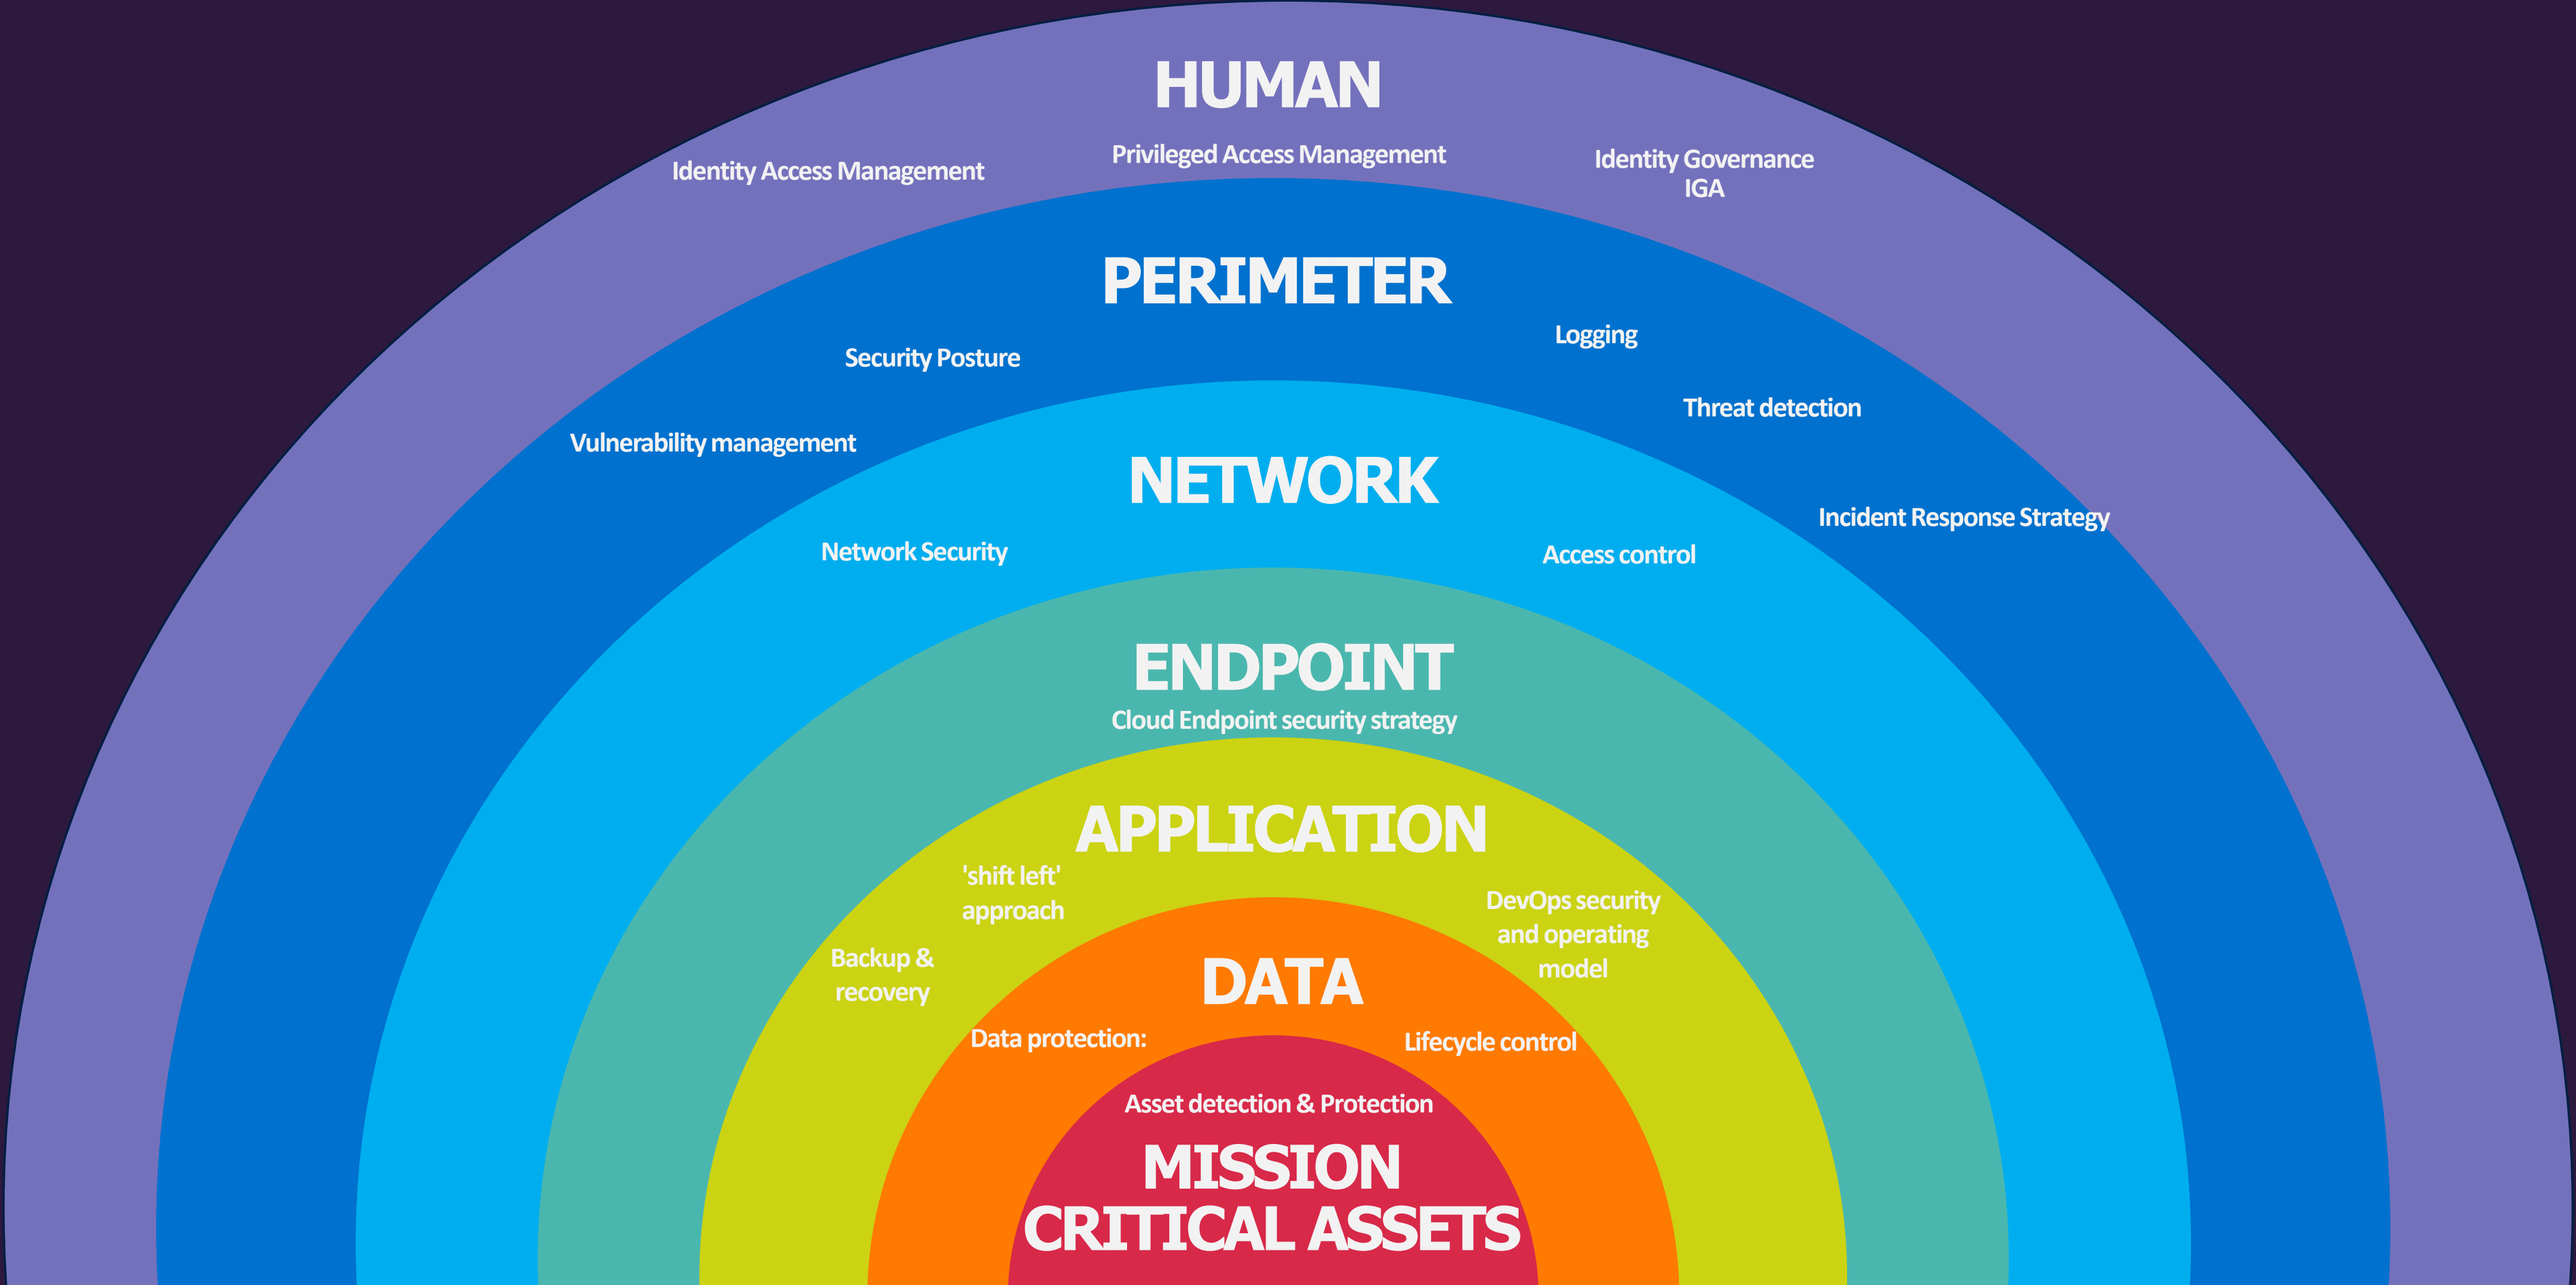 HUMAN
Identity Access Management
Privileged Access Management
Identity Governance
IGA
PERIMETER
Security Posture
Logging
Vulnerability management
Threat detection
NETWORK
Incident Response Strategy
Network Security
Access control
ENDPOINT
Cloud Endpoint security strategy
APPLICATION
'shift left'
approach
DevOps security
and operating
model
Backup &
recovery
DATA
Data protection:
Lifecycle control
Asset detection & Protection
MISSION
CRITICAL ASSETS